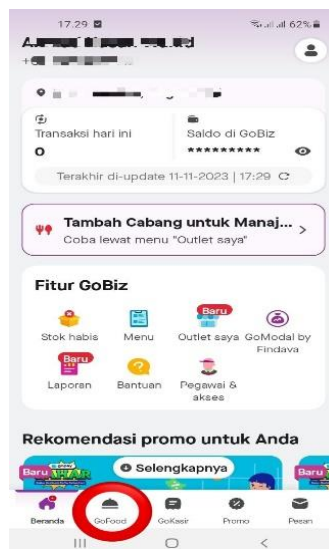 17.29
62%
Transaksi hari ini
Saldo di GoBiz
0
*********
Terakhir di-update 11-11-2023 | 17:29
Tambah Cabang untuk Manaj...
Coba lewat menu "Outlet saya"
Fitur GoBiz
Baru
Stok habis
Menu
Outlet saya
GoModal by
Findaya
Baru
Laporan
Bantuan
Pegawai &
akses
Rekomendasi promo untuk Anda
Baru
WAR
Selengkapnya
Baru
Beranda
GoFood
GoKasir
Promo
Pesan